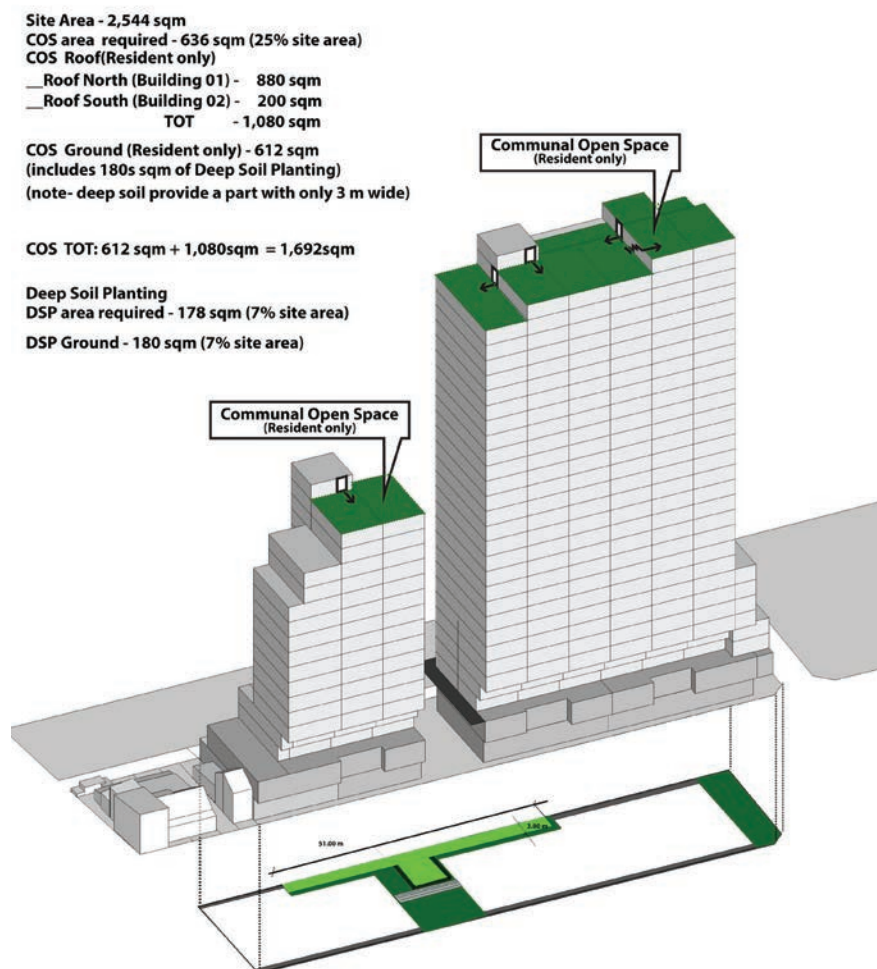 Site Area - 2,544 sqm
COS area required - 636 sqm (25% site area)
COS Roof(Resident only)
__Roof North (Building 01) - 880 sqm
__Roof South (Building 02) - 200 sqm
TOT - 1,080 sqm
COS Ground (Resident only) - 612 sqm
(includes 180s sqm of Deep Soil Planting)
(note- deep soil provide a part with only 3 m wide)
COS TOT: 612 sqm + 1,080sqm = 1,692sqm
Deep Soil Planting
DSP area required - 178 sqm (7% site area)
DSP Ground - 180 sqm (7% site area)
Communal Open Space
(Resident only)
Communal Open Space
(Resident only)
51.00 m